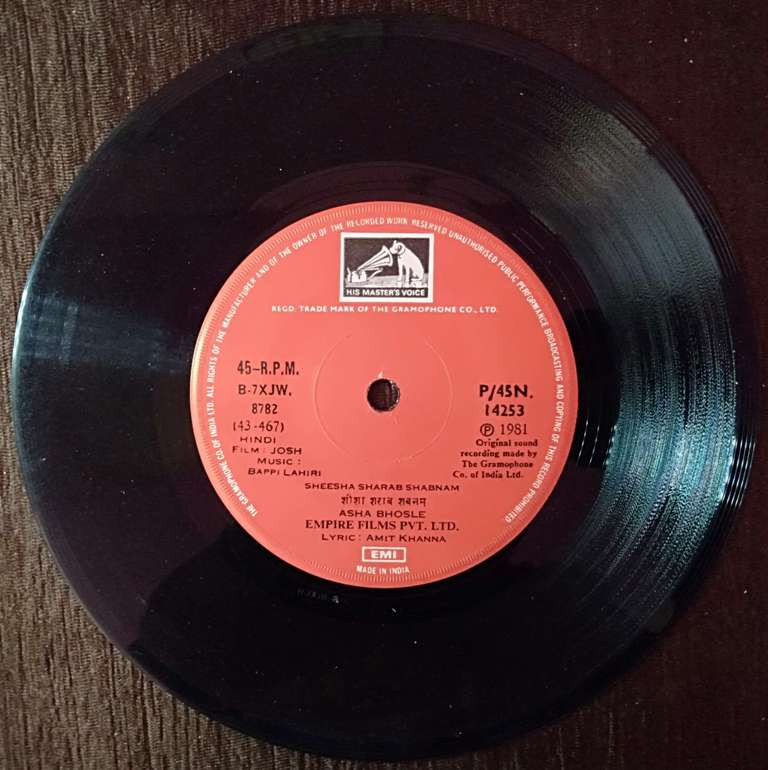 THE GRAMOPHONE CO. OF INDIA LTD. ALL RIGHTS OF THE MANUFACTURER AND OF THE OWNER OF THE RECORDED WORK RESERVED UNAUTHORISED PUBLIC PERFORMANCE BROADCASTING AND COPYING OF THIS RECORD PROHIBITED.
HIS MASTER'S VOICE
REGD. TRADE MARK OF THE GRAMOPHONE CO., LTD.
45-R.P.M.
B-7XJW.
8782
(43-467)
HINDI
FILM : JOSH
MUSIC :
BAPPI LAHIRI
P/45N.
14253
℗ 1981
Original sound
recording made by
The Gramophone
Co. of India Ltd.
SHEESHA SHARAB SHABNAM
शीशा शराब शबनम
ASHA BHOSLE
EMPIRE FILMS PVT. LTD.
LYRIC : AMIT KHANNA
EMI
MADE IN INDIA